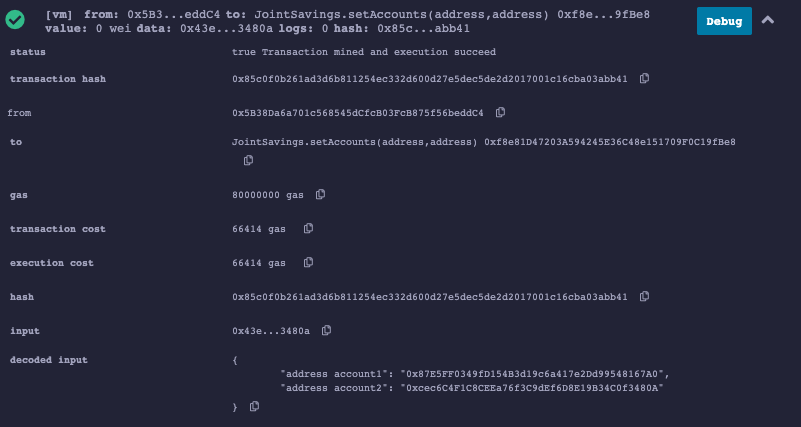 [vm] from: 0x5B3...eddC4 to: JointSavings.setAccounts(address,address) 0xf8e...9fBe8
value: 0 wei data: 0x43e...3480a logs: 0 hash: 0x85c...abb41
Debug
status true Transaction mined and execution succeed
transaction hash 0x85c0f0b261ad3d6b811254ec332d600d27e5dec5de2d2017001c16cba03abb41
from 0x5B38Da6a701c568545dCfcB03FcB875f56beddC4
to JointSavings.setAccounts(address,address) 0xf8e81D47203A594245E36C48e151709F0C19fBe8
gas 80000000 gas
transaction cost 66414 gas
execution cost 66414 gas
hash 0x85c0f0b261ad3d6b811254ec332d600d27e5dec5de2d2017001c16cba03abb41
input 0x43e...3480a
decoded input {
"address account1": "0x87E5FF0349fD154B3d19c6a417e2Dd99548167A0",
"address account2": "0xcec6C4F1C8CEEa76f3C9dEf6D8E19B34C0f3480A"
}